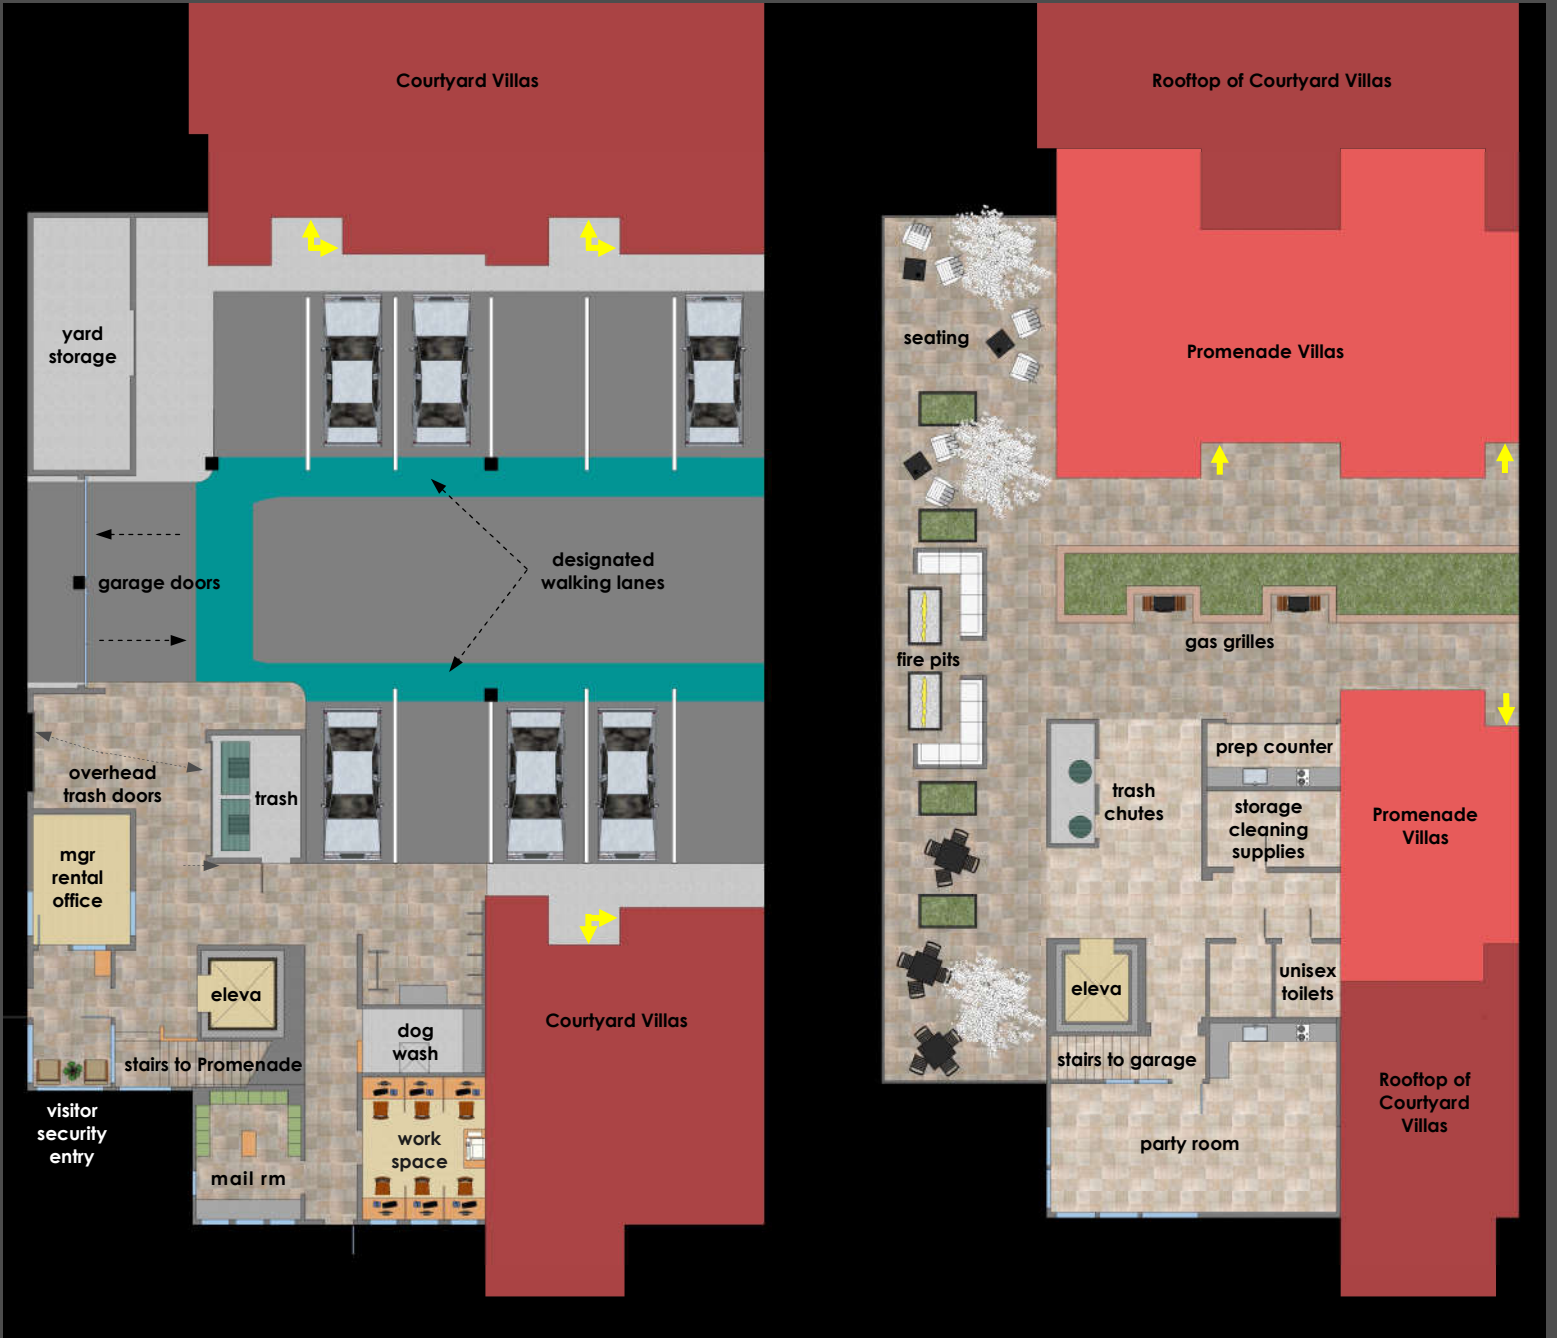 Courtyard Villas
yard
storage
designated
walking lanes
garage doors
overhead
trash doors
trash
mgr
rental
office
eleva
dog
wash
Courtyard Villas
stairs to Promenade
visitor
security
entry
work
space
mail rm
Rooftop of Courtyard Villas
seating
Promenade Villas
gas grilles
fire pits
prep counter
trash
chutes
storage
cleaning
supplies
Promenade
Villas
unisex
toilets
eleva
stairs to garage
Rooftop of
Courtyard
Villas
party room